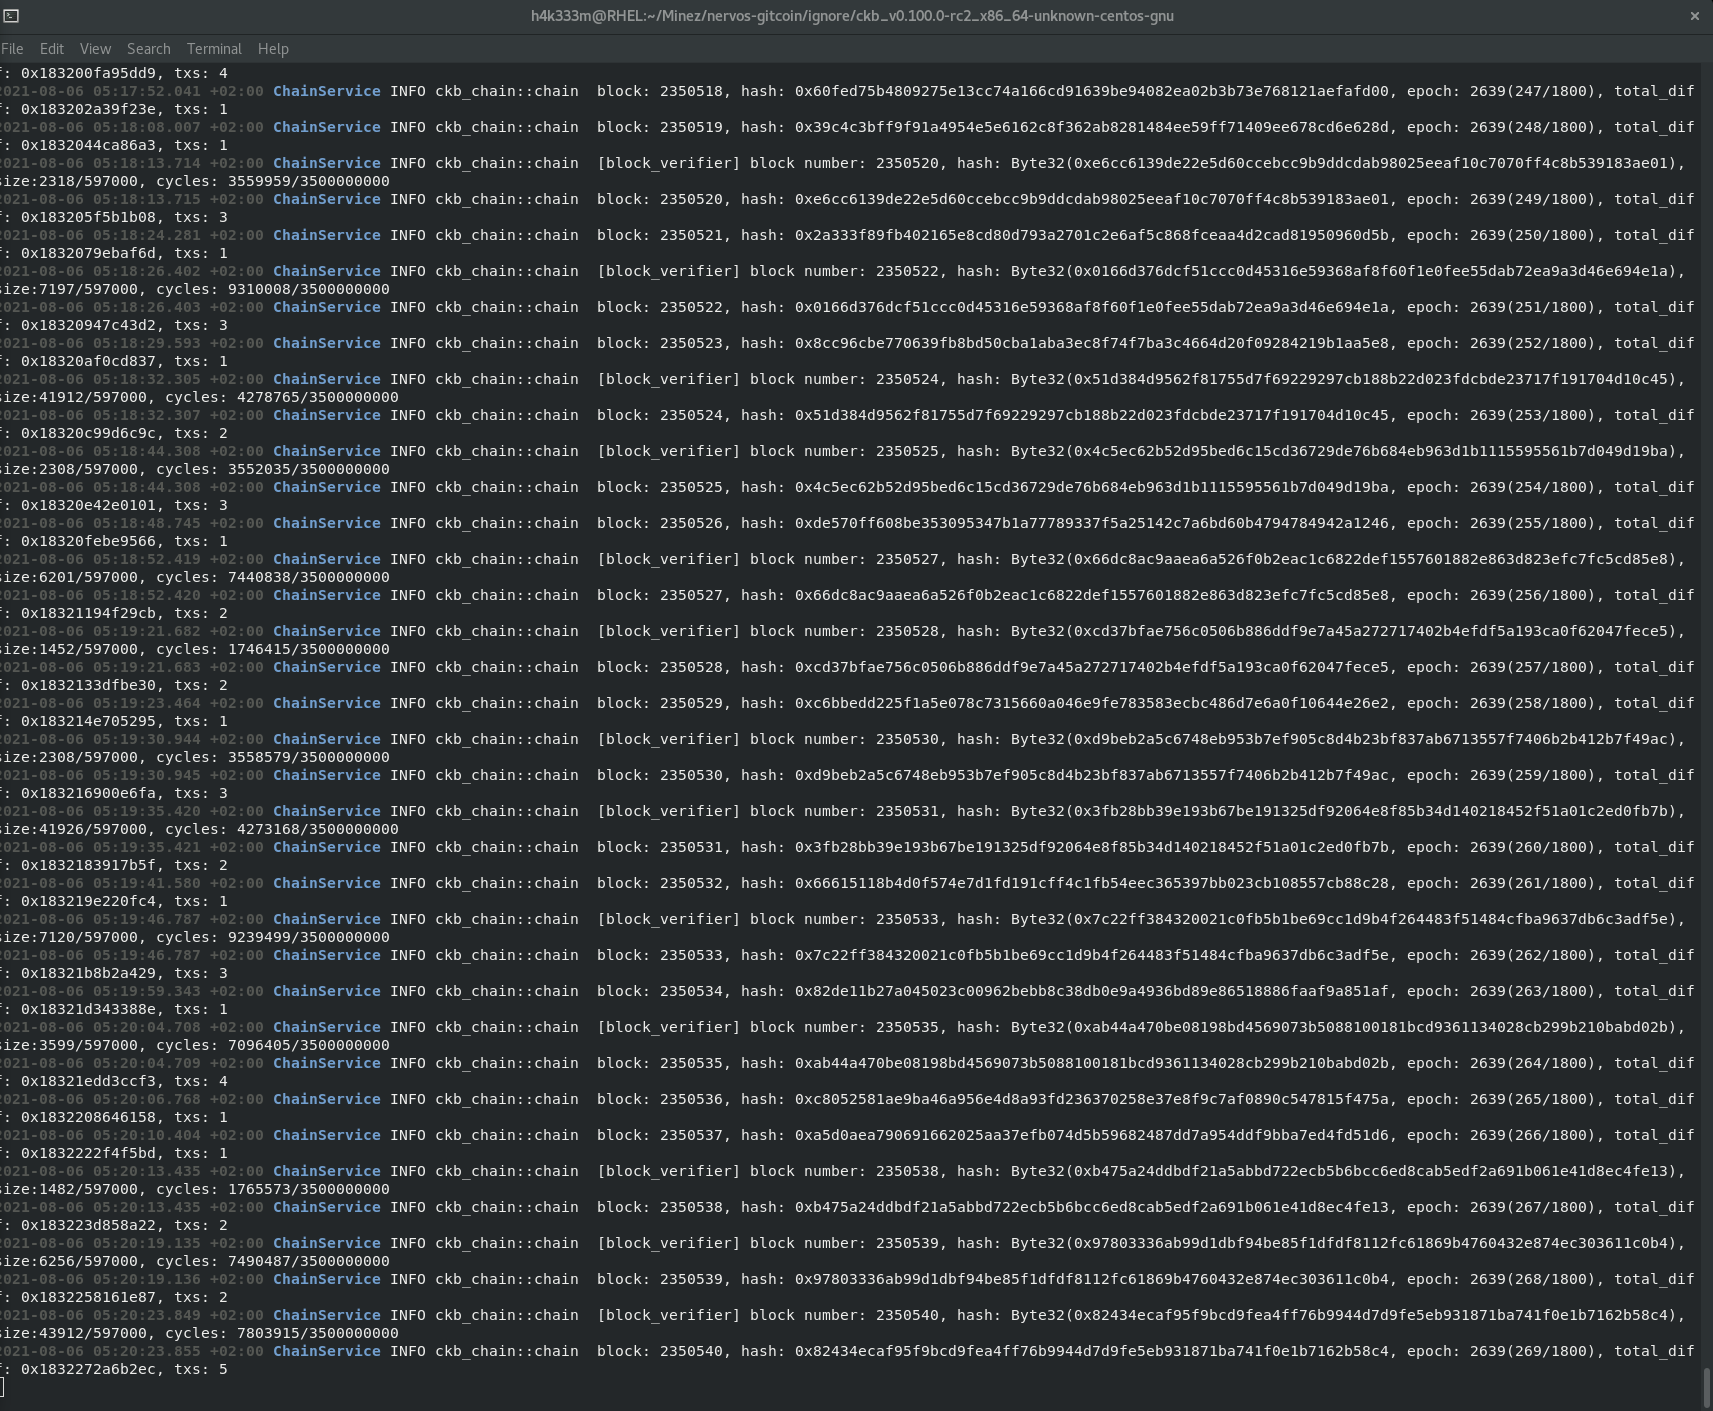 h4k333m@RHEL:~/Minez/nervos-gitcoin/ignore/ckb_v0.100.0-rc2_x86_64-unknown-centos-gnu
File Edit View Search Terminal Help
f: 0x183200fa95dd9, txs: 4
2021-08-06 05:17:52.041 +02:00 ChainService INFO ckb_chain::chain  block: 2350518, hash: 0x60fed75b4809275e13cc74a166cd91639be94082ea02b3b73e768121aefafd00, epoch: 2639(247/1800), total_dif
f: 0x183202a39f23e, txs: 1
2021-08-06 05:18:08.007 +02:00 ChainService INFO ckb_chain::chain  block: 2350519, hash: 0x39c4c3bff9f91a4954e5e6162c8f362ab8281484ee59ff71409ee678cd6e628d, epoch: 2639(248/1800), total_dif
f: 0x1832044ca86a3, txs: 1
2021-08-06 05:18:13.714 +02:00 ChainService INFO ckb_chain::chain  [block_verifier] block number: 2350520, hash: Byte32(0xe6cc6139de22e5d60ccebcc9b9ddcdab98025eeaf10c7070ff4c8b539183ae01),
size:2318/597000, cycles: 3559959/3500000000
2021-08-06 05:18:13.715 +02:00 ChainService INFO ckb_chain::chain  block: 2350520, hash: 0xe6cc6139de22e5d60ccebcc9b9ddcdab98025eeaf10c7070ff4c8b539183ae01, epoch: 2639(249/1800), total_dif
f: 0x183205f5b1b08, txs: 3
2021-08-06 05:18:24.281 +02:00 ChainService INFO ckb_chain::chain  block: 2350521, hash: 0x2a333f89fb402165e8cd80d793a2701c2e6af5c868fceaa4d2cad81950960d5b, epoch: 2639(250/1800), total_dif
f: 0x1832079ebaf6d, txs: 1
2021-08-06 05:18:26.402 +02:00 ChainService INFO ckb_chain::chain  [block_verifier] block number: 2350522, hash: Byte32(0x0166d376dcf51ccc0d45316e59368af8f60f1e0fee55dab72ea9a3d46e694e1a),
size:7197/597000, cycles: 9310008/3500000000
2021-08-06 05:18:26.403 +02:00 ChainService INFO ckb_chain::chain  block: 2350522, hash: 0x0166d376dcf51ccc0d45316e59368af8f60f1e0fee55dab72ea9a3d46e694e1a, epoch: 2639(251/1800), total_dif
f: 0x18320947c43d2, txs: 3
2021-08-06 05:18:29.593 +02:00 ChainService INFO ckb_chain::chain  block: 2350523, hash: 0x8cc96cbe770639fb8bd50cba1aba3ec8f74f7ba3c4664d20f09284219b1aa5e8, epoch: 2639(252/1800), total_dif
f: 0x18320af0cd837, txs: 1
2021-08-06 05:18:32.305 +02:00 ChainService INFO ckb_chain::chain  [block_verifier] block number: 2350524, hash: Byte32(0x51d384d9562f81755d7f69229297cb188b22d023fdcbde23717f191704d10c45),
size:41912/597000, cycles: 4278765/3500000000
2021-08-06 05:18:32.307 +02:00 ChainService INFO ckb_chain::chain  block: 2350524, hash: 0x51d384d9562f81755d7f69229297cb188b22d023fdcbde23717f191704d10c45, epoch: 2639(253/1800), total_dif
f: 0x18320c99d6c9c, txs: 2
2021-08-06 05:18:44.308 +02:00 ChainService INFO ckb_chain::chain  [block_verifier] block number: 2350525, hash: Byte32(0x4c5ec62b52d95bed6c15cd36729de76b684eb963d1b1115595561b7d049d19ba),
size:2308/597000, cycles: 3552035/3500000000
2021-08-06 05:18:44.308 +02:00 ChainService INFO ckb_chain::chain  block: 2350525, hash: 0x4c5ec62b52d95bed6c15cd36729de76b684eb963d1b1115595561b7d049d19ba, epoch: 2639(254/1800), total_dif
f: 0x18320e42e0101, txs: 3
2021-08-06 05:18:48.745 +02:00 ChainService INFO ckb_chain::chain  block: 2350526, hash: 0xde570ff608be353095347b1a77789337f5a25142c7a6bd60b4794784942a1246, epoch: 2639(255/1800), total_dif
f: 0x18320febe9566, txs: 1
2021-08-06 05:18:52.419 +02:00 ChainService INFO ckb_chain::chain  [block_verifier] block number: 2350527, hash: Byte32(0x66dc8ac9aaea6a526f0b2eac1c6822def1557601882e863d823efc7fc5cd85e8),
size:6201/597000, cycles: 7440838/3500000000
2021-08-06 05:18:52.420 +02:00 ChainService INFO ckb_chain::chain  block: 2350527, hash: 0x66dc8ac9aaea6a526f0b2eac1c6822def1557601882e863d823efc7fc5cd85e8, epoch: 2639(256/1800), total_dif
f: 0x18321194f29cb, txs: 2
2021-08-06 05:19:21.682 +02:00 ChainService INFO ckb_chain::chain  [block_verifier] block number: 2350528, hash: Byte32(0xcd37bfae756c0506b886ddf9e7a45a272717402b4efdf5a193ca0f62047fece5),
size:1452/597000, cycles: 1746415/3500000000
2021-08-06 05:19:21.683 +02:00 ChainService INFO ckb_chain::chain  block: 2350528, hash: 0xcd37bfae756c0506b886ddf9e7a45a272717402b4efdf5a193ca0f62047fece5, epoch: 2639(257/1800), total_dif
f: 0x1832133dfbe30, txs: 2
2021-08-06 05:19:23.464 +02:00 ChainService INFO ckb_chain::chain  block: 2350529, hash: 0xc6bbedd225f1a5e078c7315660a046e9fe783583ecbc486d7e6a0f10644e26e2, epoch: 2639(258/1800), total_dif
f: 0x183214e705295, txs: 1
2021-08-06 05:19:30.944 +02:00 ChainService INFO ckb_chain::chain  [block_verifier] block number: 2350530, hash: Byte32(0xd9beb2a5c6748eb953b7ef905c8d4b23bf837ab6713557f7406b2b412b7f49ac),
size:2308/597000, cycles: 3558579/3500000000
2021-08-06 05:19:30.945 +02:00 ChainService INFO ckb_chain::chain  block: 2350530, hash: 0xd9beb2a5c6748eb953b7ef905c8d4b23bf837ab6713557f7406b2b412b7f49ac, epoch: 2639(259/1800), total_dif
f: 0x183216900e6fa, txs: 3
2021-08-06 05:19:35.420 +02:00 ChainService INFO ckb_chain::chain  [block_verifier] block number: 2350531, hash: Byte32(0x3fb28bb39e193b67be191325df92064e8f85b34d140218452f51a01c2ed0fb7b),
size:41926/597000, cycles: 4273168/3500000000
2021-08-06 05:19:35.421 +02:00 ChainService INFO ckb_chain::chain  block: 2350531, hash: 0x3fb28bb39e193b67be191325df92064e8f85b34d140218452f51a01c2ed0fb7b, epoch: 2639(260/1800), total_dif
f: 0x1832183917b5f, txs: 2
2021-08-06 05:19:41.580 +02:00 ChainService INFO ckb_chain::chain  block: 2350532, hash: 0x66615118b4d0f574e7d1fd191cff4c1fb54eec365397bb023cb108557cb88c28, epoch: 2639(261/1800), total_dif
f: 0x183219e220fc4, txs: 1
2021-08-06 05:19:46.787 +02:00 ChainService INFO ckb_chain::chain  [block_verifier] block number: 2350533, hash: Byte32(0x7c22ff384320021c0fb5b1be69cc1d9b4f264483f51484cfba9637db6c3adf5e),
size:7120/597000, cycles: 9239499/3500000000
2021-08-06 05:19:46.787 +02:00 ChainService INFO ckb_chain::chain  block: 2350533, hash: 0x7c22ff384320021c0fb5b1be69cc1d9b4f264483f51484cfba9637db6c3adf5e, epoch: 2639(262/1800), total_dif
f: 0x18321b8b2a429, txs: 3
2021-08-06 05:19:59.343 +02:00 ChainService INFO ckb_chain::chain  block: 2350534, hash: 0x82de11b27a045023c00962bebb8c38db0e9a4936bd89e86518886faaf9a851af, epoch: 2639(263/1800), total_dif
f: 0x18321d343388e, txs: 1
2021-08-06 05:20:04.708 +02:00 ChainService INFO ckb_chain::chain  [block_verifier] block number: 2350535, hash: Byte32(0xab44a470be08198bd4569073b5088100181bcd9361134028cb299b210babd02b),
size:3599/597000, cycles: 7096405/3500000000
2021-08-06 05:20:04.709 +02:00 ChainService INFO ckb_chain::chain  block: 2350535, hash: 0xab44a470be08198bd4569073b5088100181bcd9361134028cb299b210babd02b, epoch: 2639(264/1800), total_dif
f: 0x18321edd3ccf3, txs: 4
2021-08-06 05:20:06.768 +02:00 ChainService INFO ckb_chain::chain  block: 2350536, hash: 0xc8052581ae9ba46a956e4d8a93fd236370258e37e8f9c7af0890c547815f475a, epoch: 2639(265/1800), total_dif
f: 0x1832208646158, txs: 1
2021-08-06 05:20:10.404 +02:00 ChainService INFO ckb_chain::chain  block: 2350537, hash: 0xa5d0aea790691662025aa37efb074d5b59682487dd7a954ddf9bba7ed4fd51d6, epoch: 2639(266/1800), total_dif
f: 0x1832222f4f5bd, txs: 1
2021-08-06 05:20:13.435 +02:00 ChainService INFO ckb_chain::chain  [block_verifier] block number: 2350538, hash: Byte32(0xb475a24ddbdf21a5abbd722ecb5b6bcc6ed8cab5edf2a691b061e41d8ec4fe13),
size:1482/597000, cycles: 1765573/3500000000
2021-08-06 05:20:13.435 +02:00 ChainService INFO ckb_chain::chain  block: 2350538, hash: 0xb475a24ddbdf21a5abbd722ecb5b6bcc6ed8cab5edf2a691b061e41d8ec4fe13, epoch: 2639(267/1800), total_dif
f: 0x183223d858a22, txs: 2
2021-08-06 05:20:19.135 +02:00 ChainService INFO ckb_chain::chain  [block_verifier] block number: 2350539, hash: Byte32(0x97803336ab99d1dbf94be85f1dfdf8112fc61869b4760432e874ec303611c0b4),
size:6256/597000, cycles: 7490487/3500000000
2021-08-06 05:20:19.136 +02:00 ChainService INFO ckb_chain::chain  block: 2350539, hash: 0x97803336ab99d1dbf94be85f1dfdf8112fc61869b4760432e874ec303611c0b4, epoch: 2639(268/1800), total_dif
f: 0x1832258161e87, txs: 2
2021-08-06 05:20:23.849 +02:00 ChainService INFO ckb_chain::chain  [block_verifier] block number: 2350540, hash: Byte32(0x82434ecaf95f9bcd9fea4ff76b9944d7d9fe5eb931871ba741f0e1b7162b58c4),
size:43912/597000, cycles: 7803915/3500000000
2021-08-06 05:20:23.855 +02:00 ChainService INFO ckb_chain::chain  block: 2350540, hash: 0x82434ecaf95f9bcd9fea4ff76b9944d7d9fe5eb931871ba741f0e1b7162b58c4, epoch: 2639(269/1800), total_dif
f: 0x1832272a6b2ec, txs: 5